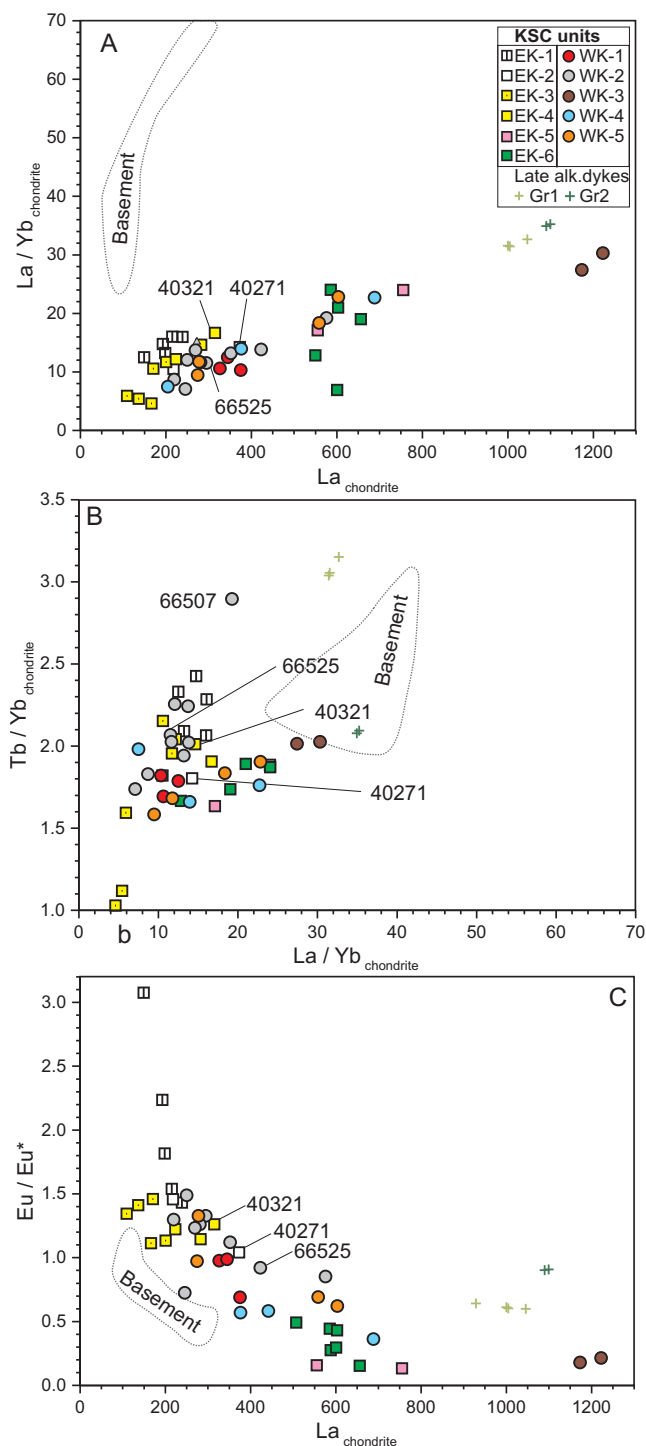 A
KSC units
EK-1 WK-1
EK-2 WK-2
EK-3 WK-3
EK-4 WK-4
EK-5 WK-5
EK-6
Late alk.dykes
Gr1 Gr2
70
60
50
40
30
20
10
0
La / Yb chondrite
Basement
40321
40271
66525
0 200 400 600 800 1000 1200
La chondrite
B
3.5
3.0
2.5
2.0
1.5
1.0
Tb / Yb chondrite
66507
66525
40321
40271
Basement
0 10 20 30 40 50 60 70
b
La / Yb chondrite
C
3.0
2.5
2.0
1.5
1.0
0.5
0.0
Eu / Eu*
40321
40271
66525
Basement
0 200 400 600 800 1000 1200
La chondrite